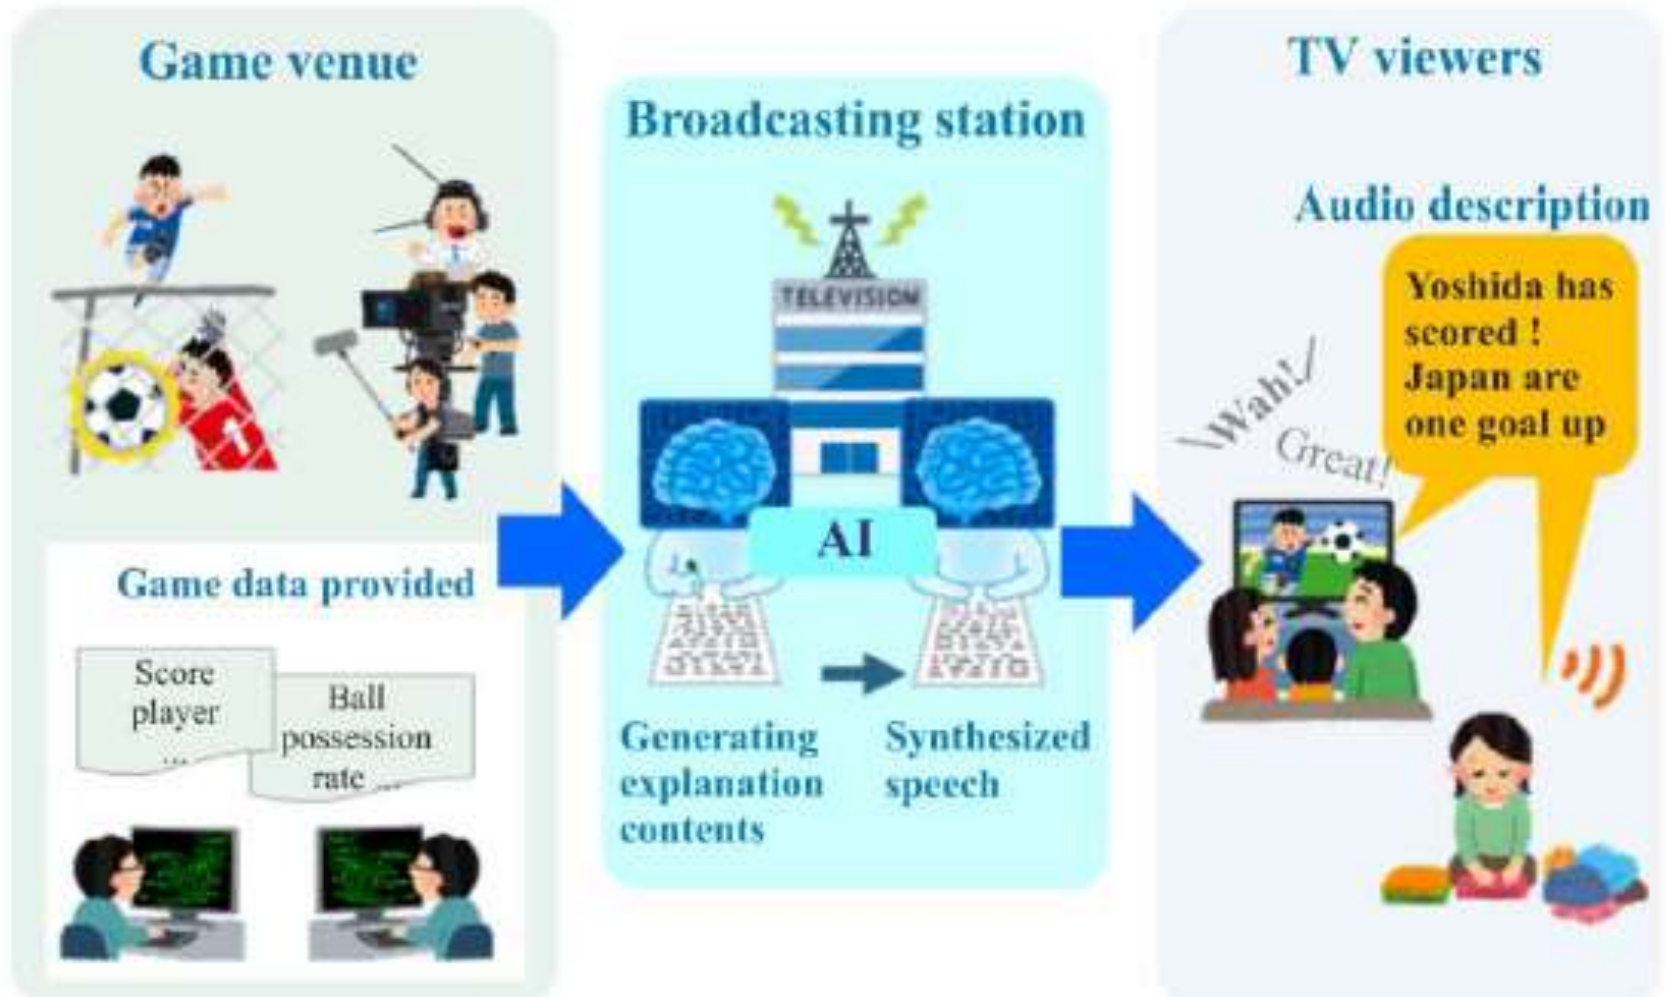 Game venue
Game data provided
Score
player
...
Ball
possession
rate ...
Broadcasting station
TELEVISION
AI
Generating
explanation
contents
Synthesized
speech
TV viewers
Audio description
Yoshida has
scored !
Japan are
one goal up
\Wah!/
Great!
1